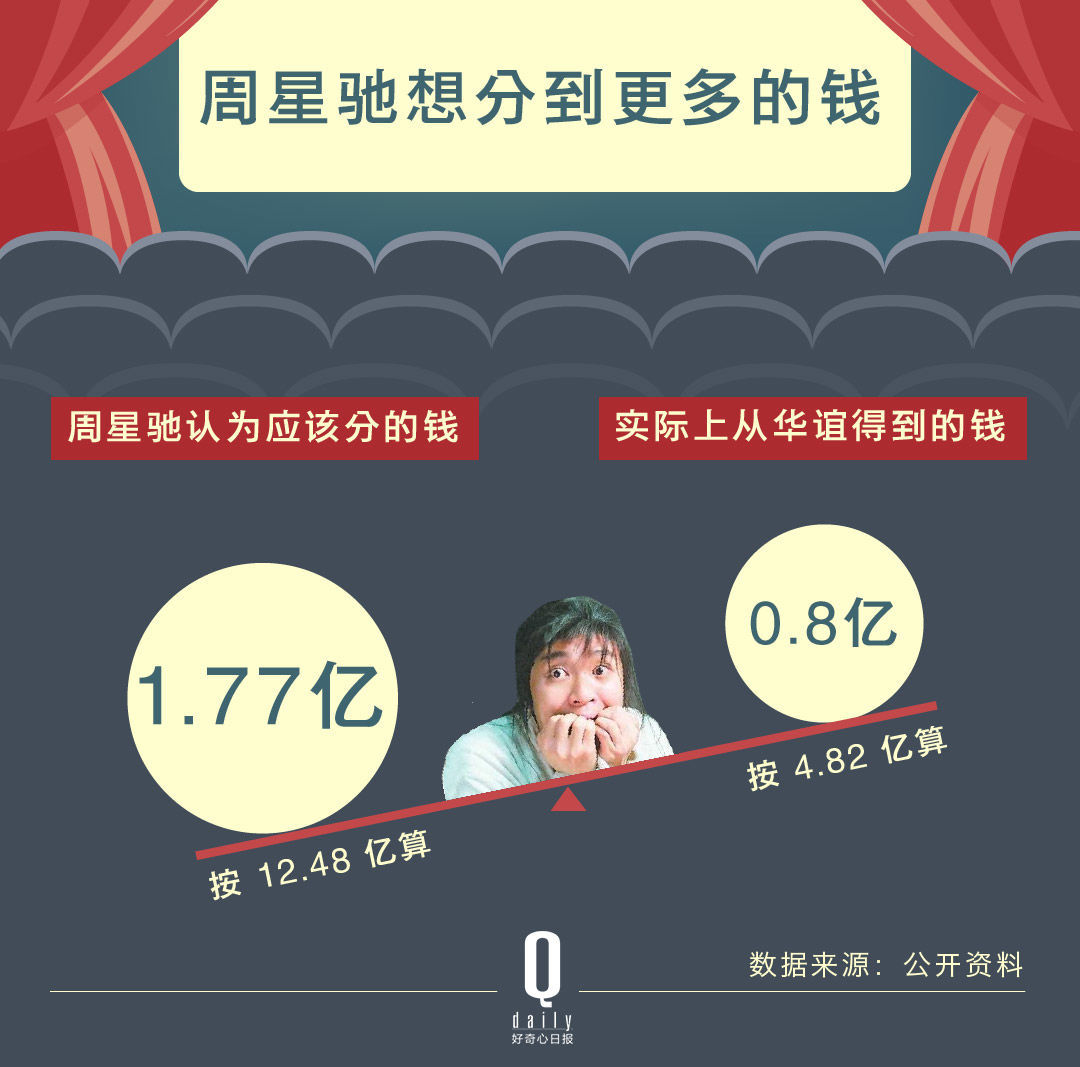 周星驰想分到更多的钱
周星驰认为应该分的钱
实际上从华谊得到的钱
1.77亿
0.8亿
按 12.48 亿算
按 4.82 亿算
数据来源：公开资料
Q
daily
好奇心日报